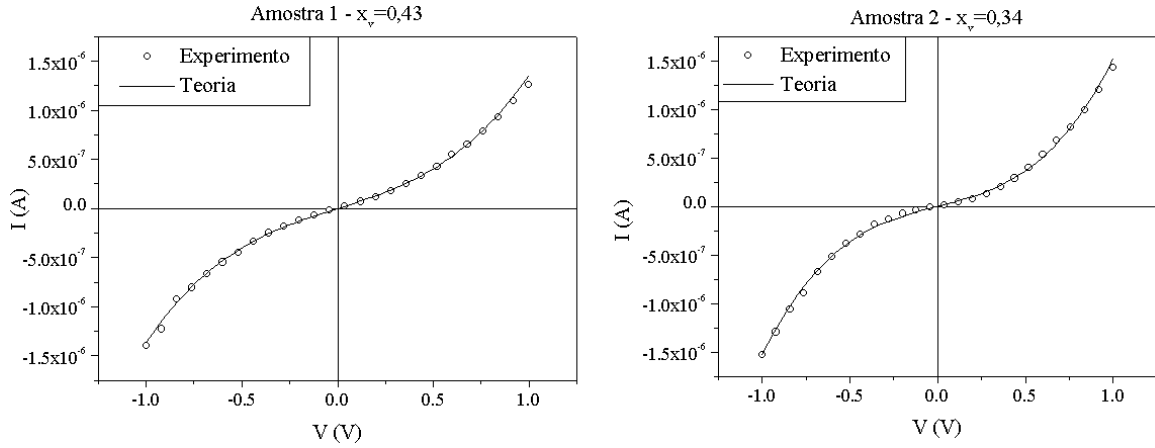 Amostra 1 - xᵥ=0,43
Experimento
Teoria
1.5x10⁻⁶
1.0x10⁻⁶
5.0x10⁻⁷
0.0
-5.0x10⁻⁷
-1.0x10⁻⁶
-1.5x10⁻⁶
I (A)
-1.0
-0.5
0.0
0.5
1.0
V (V)
Amostra 2 - xᵥ=0,34
Experimento
Teoria
1.5x10⁻⁶
1.0x10⁻⁶
5.0x10⁻⁷
0.0
-5.0x10⁻⁷
-1.0x10⁻⁶
-1.5x10⁻⁶
I (A)
-1.0
-0.5
0.0
0.5
1.0
V (V)